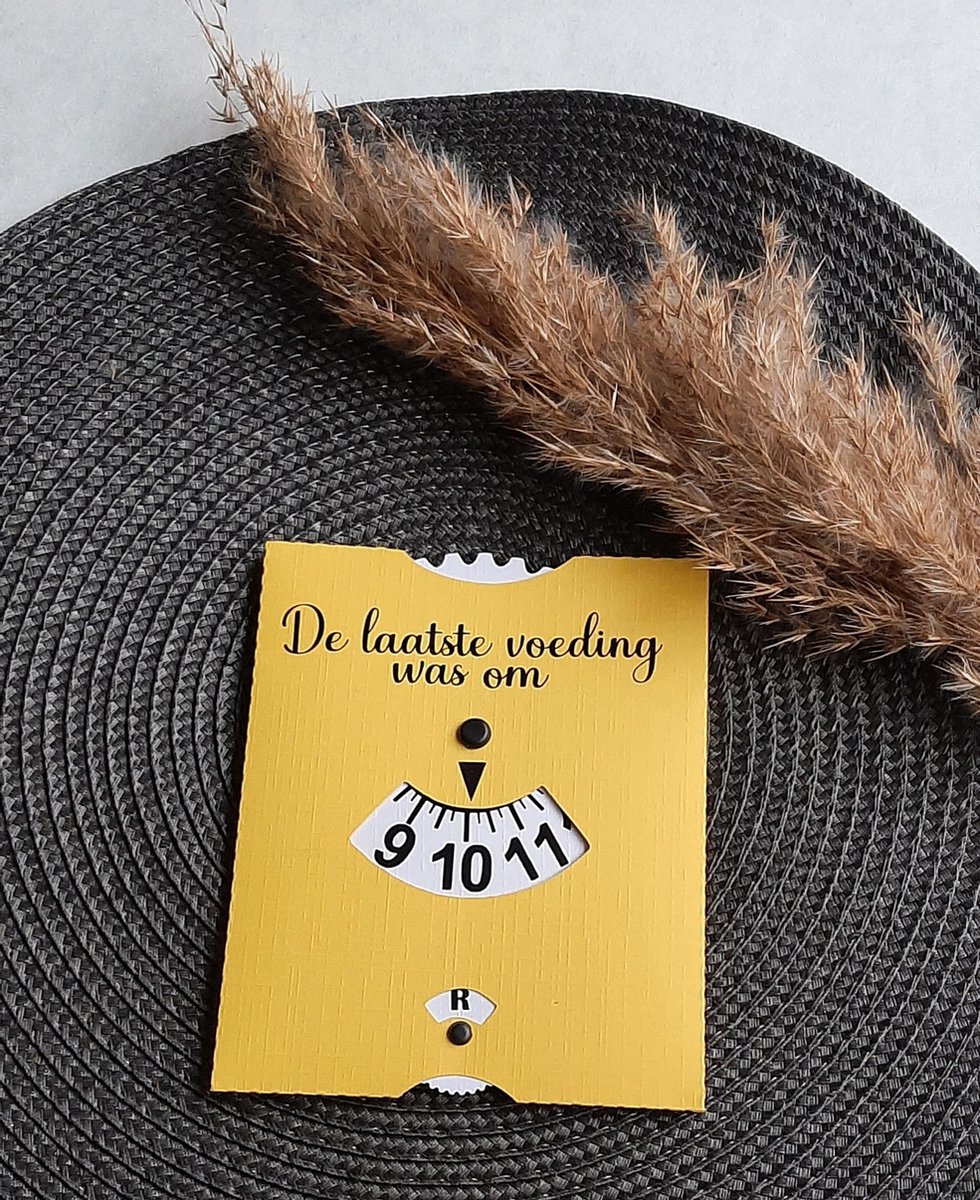 De laatste voeding
was om
9 10 11
R